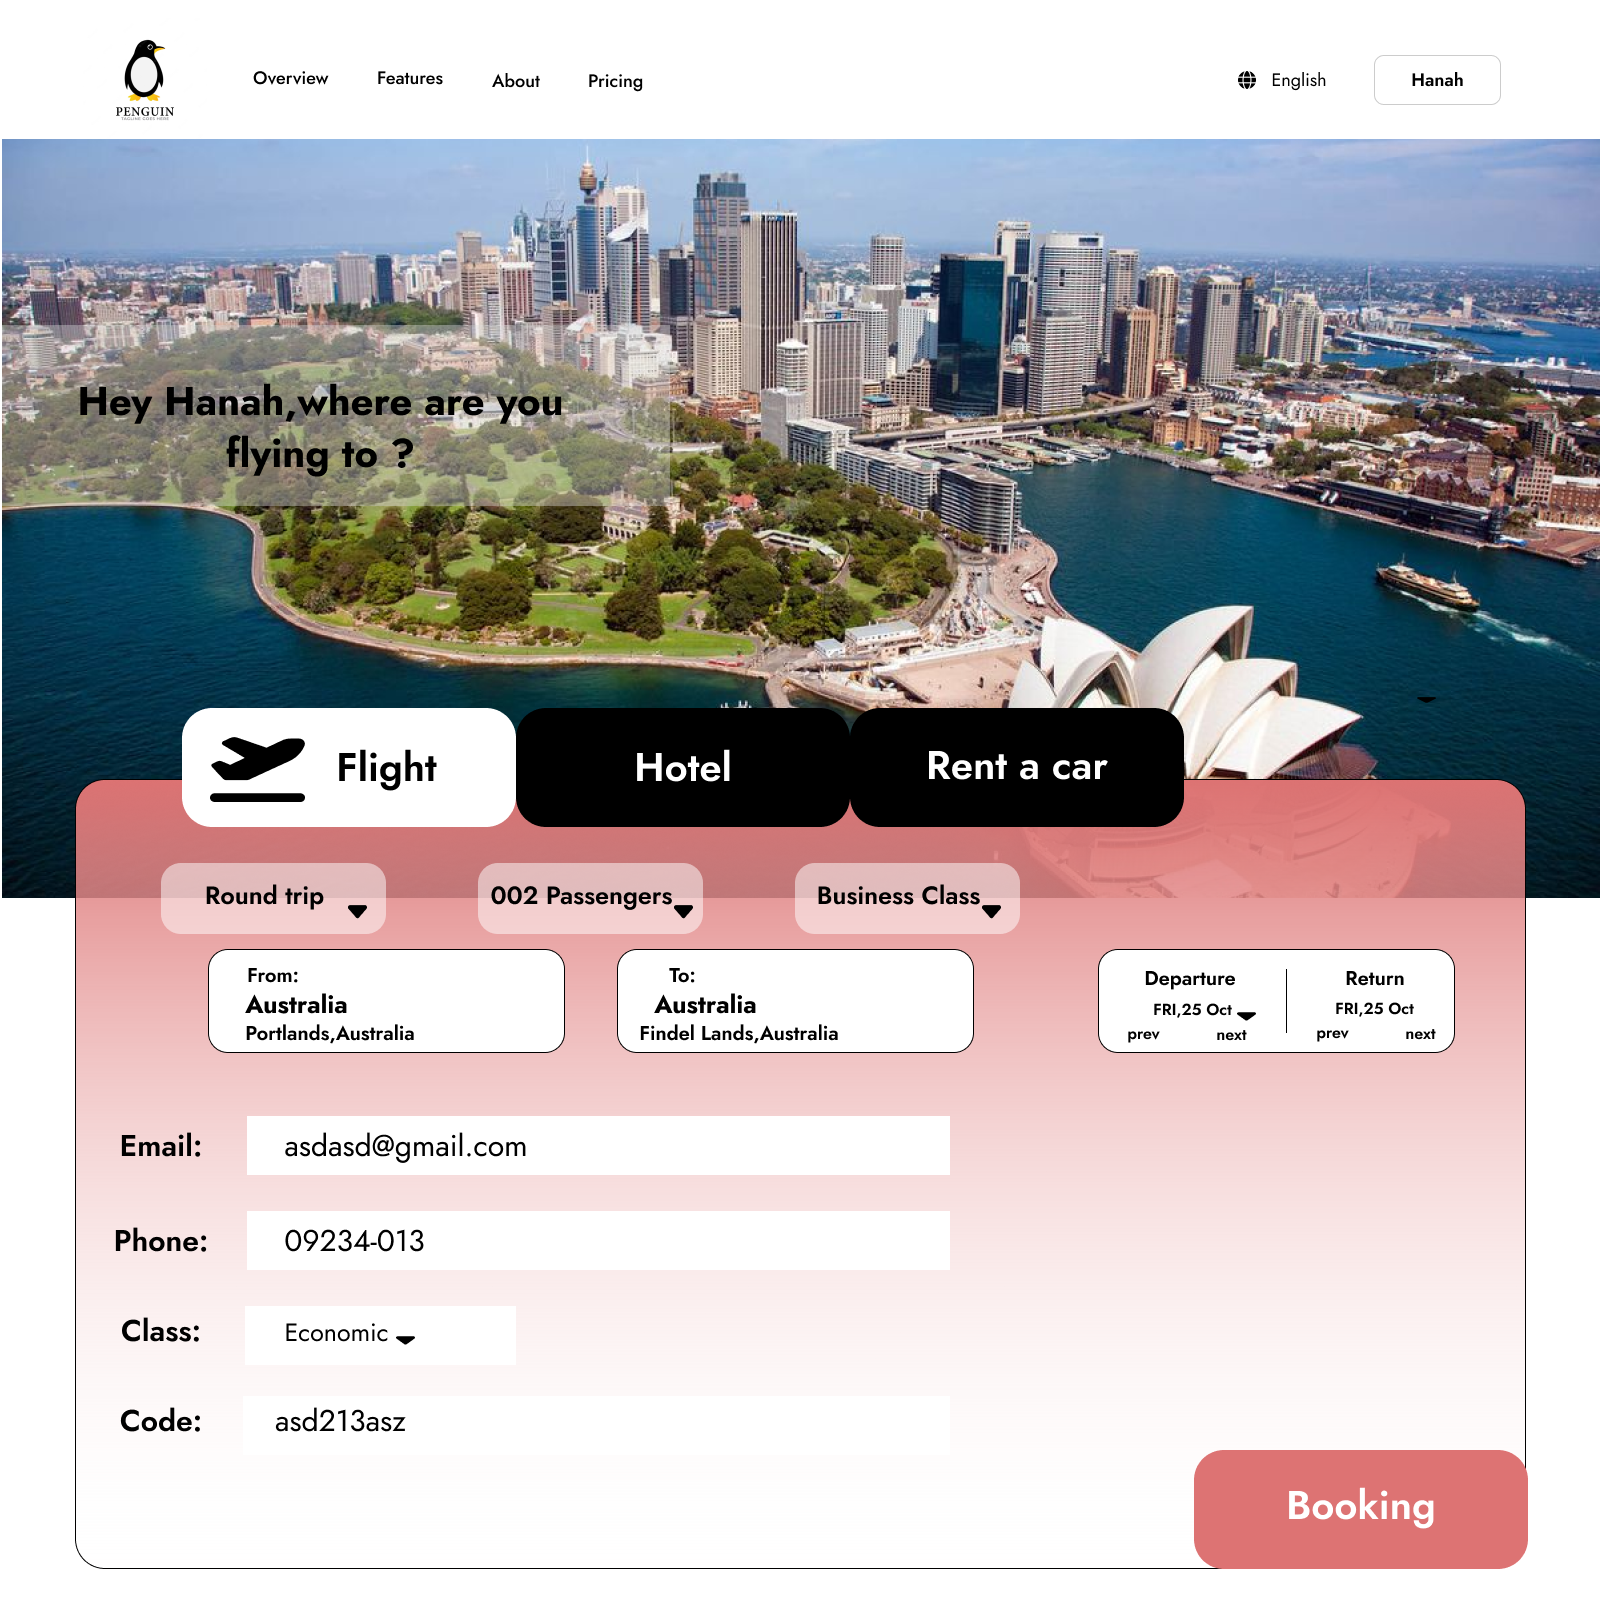 Overview Features About Pricing
English
Hanah
PENGUIN
TAGLINE GOES HERE
Hey Hanah,where are you
flying to ?
Flight
Hotel
Rent a car
Round trip
002 Passengers
Business Class
From:
Australia
Portlands,Australia
To:
Australia
Findel Lands,Australia
Departure
FRI,25 Oct
prev next
Return
FRI,25 Oct
prev next
Email: asdasd@gmail.com
Phone: 09234-013
Class: Economic
Code: asd213asz
Booking